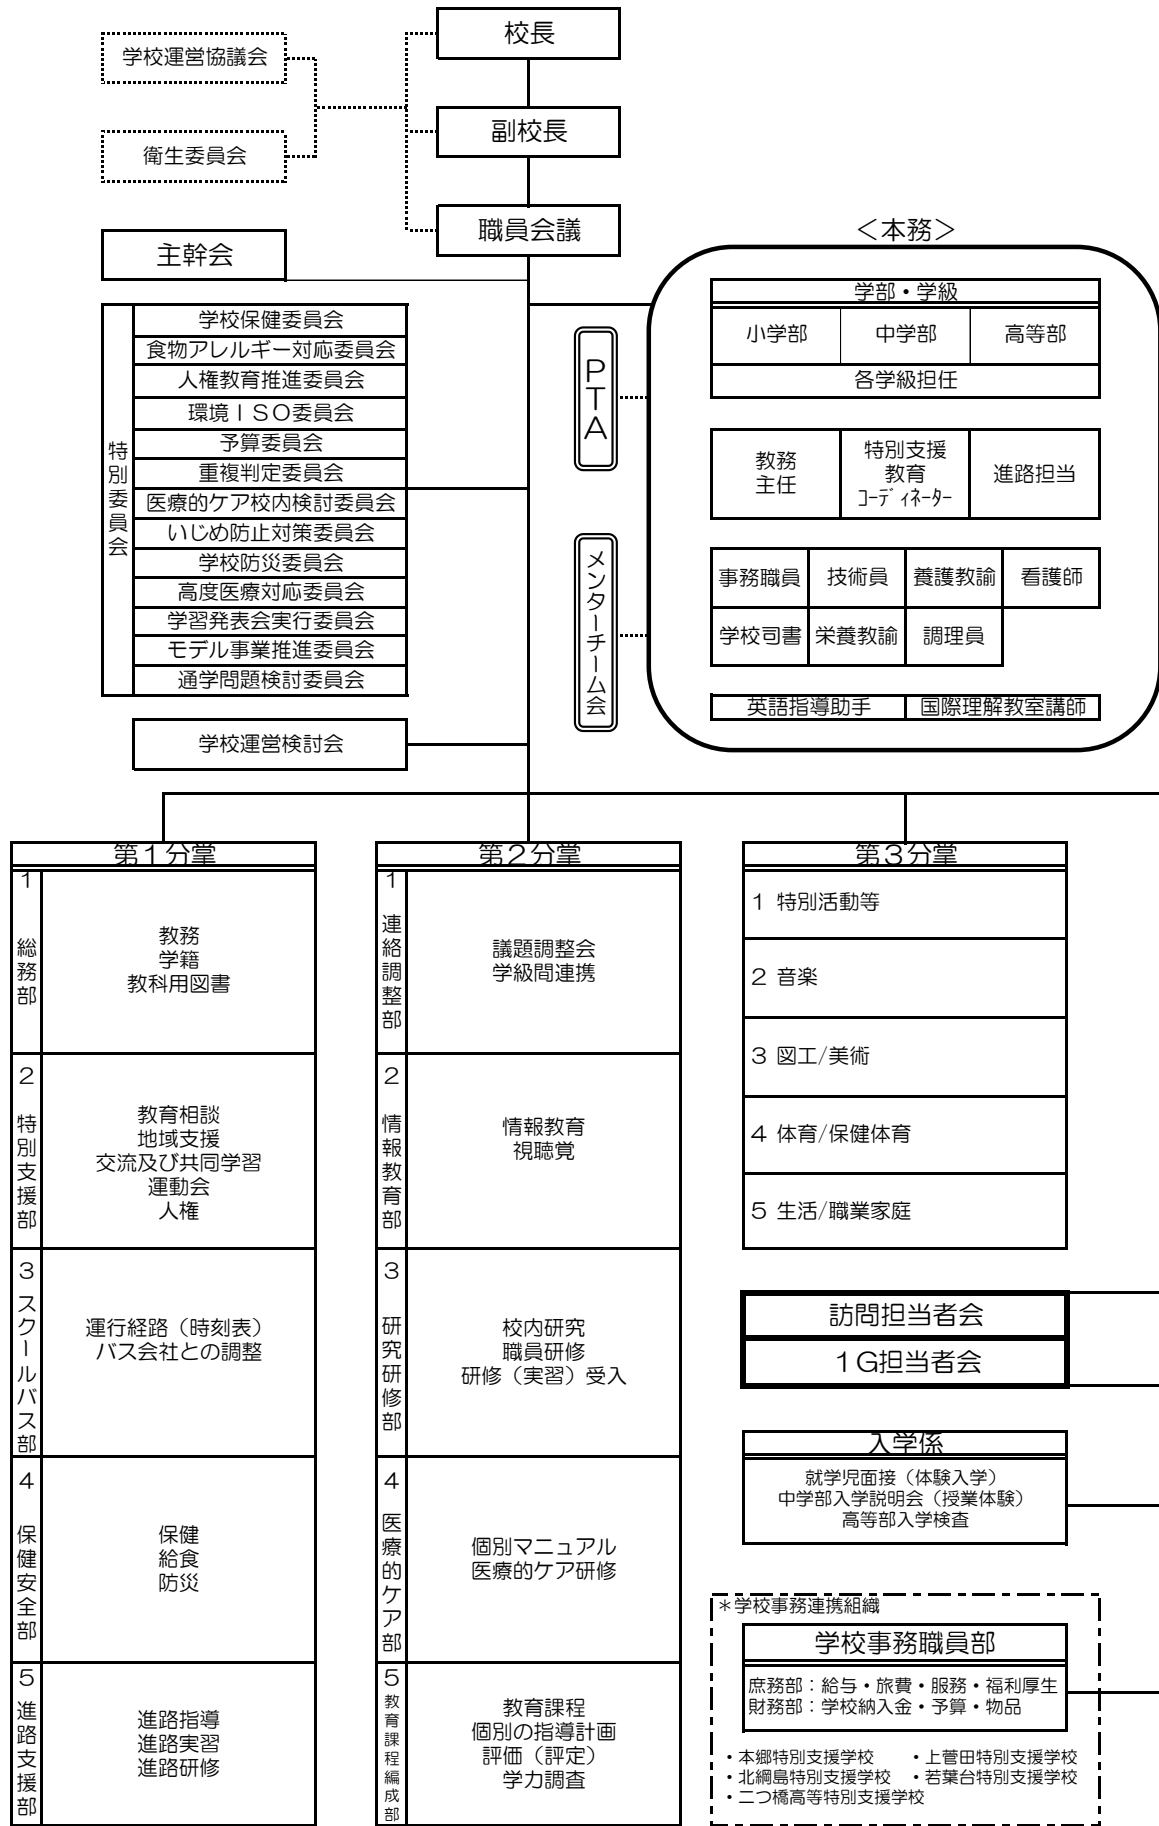 校長
学校運営協議会
副校長
衛生委員会
職員会議
主幹会
＜本務＞
学部・学級
小学部 中学部 高等部
各学級担任
教務
主任
特別支援
教育
ｺｰﾃﾞｨﾈｰﾀｰ
進路担当
事務職員 技術員 養護教諭 看護師
学校司書 栄養教諭 調理員
英語指導助手 国際理解教室講師
PTA
メンターチーム会
特別委員会
学校保健委員会
食物アレルギー対応委員会
人権教育推進委員会
環境ＩＳＯ委員会
予算委員会
重複判定委員会
医療的ケア校内検討委員会
いじめ防止対策委員会
学校防災委員会
高度医療対応委員会
学習発表会実行委員会
モデル事業推進委員会
通学問題検討委員会
学校運営検討会
第１分掌
１ 総務部
教務
学籍
教科用図書
２ 特別支援部
教育相談
地域支援
交流及び共同学習
運動会
人権
３ スクールバス部
運行経路（時刻表）
バス会社との調整
４ 保健安全部
保健
給食
防災
５ 進路支援部
進路指導
進路実習
進路研修
第２分掌
１ 連絡調整部
議題調整会
学級間連携
２ 情報教育部
情報教育
視聴覚
３ 研究研修部
校内研究
職員研修
研修（実習）受入
４ 医療的ケア部
個別マニュアル
医療的ケア研修
５ 教育課程編成部
教育課程
個別の指導計画
評価（評定）
学力調査
第３分掌
１ 特別活動等
２ 音楽
３ 図工/美術
４ 体育/保健体育
５ 生活/職業家庭
訪問担当者会
１G担当者会
入学係
就学児面接（体験入学）
中学部入学説明会（授業体験）
高等部入学検査
＊学校事務連携組織
学校事務職員部
庶務部：給与・旅費・服務・福利厚生
財務部：学校納入金・予算・物品
・本郷特別支援学校 ・上菅田特別支援学校
・北綱島特別支援学校 ・若葉台特別支援学校
・二つ橋高等特別支援学校